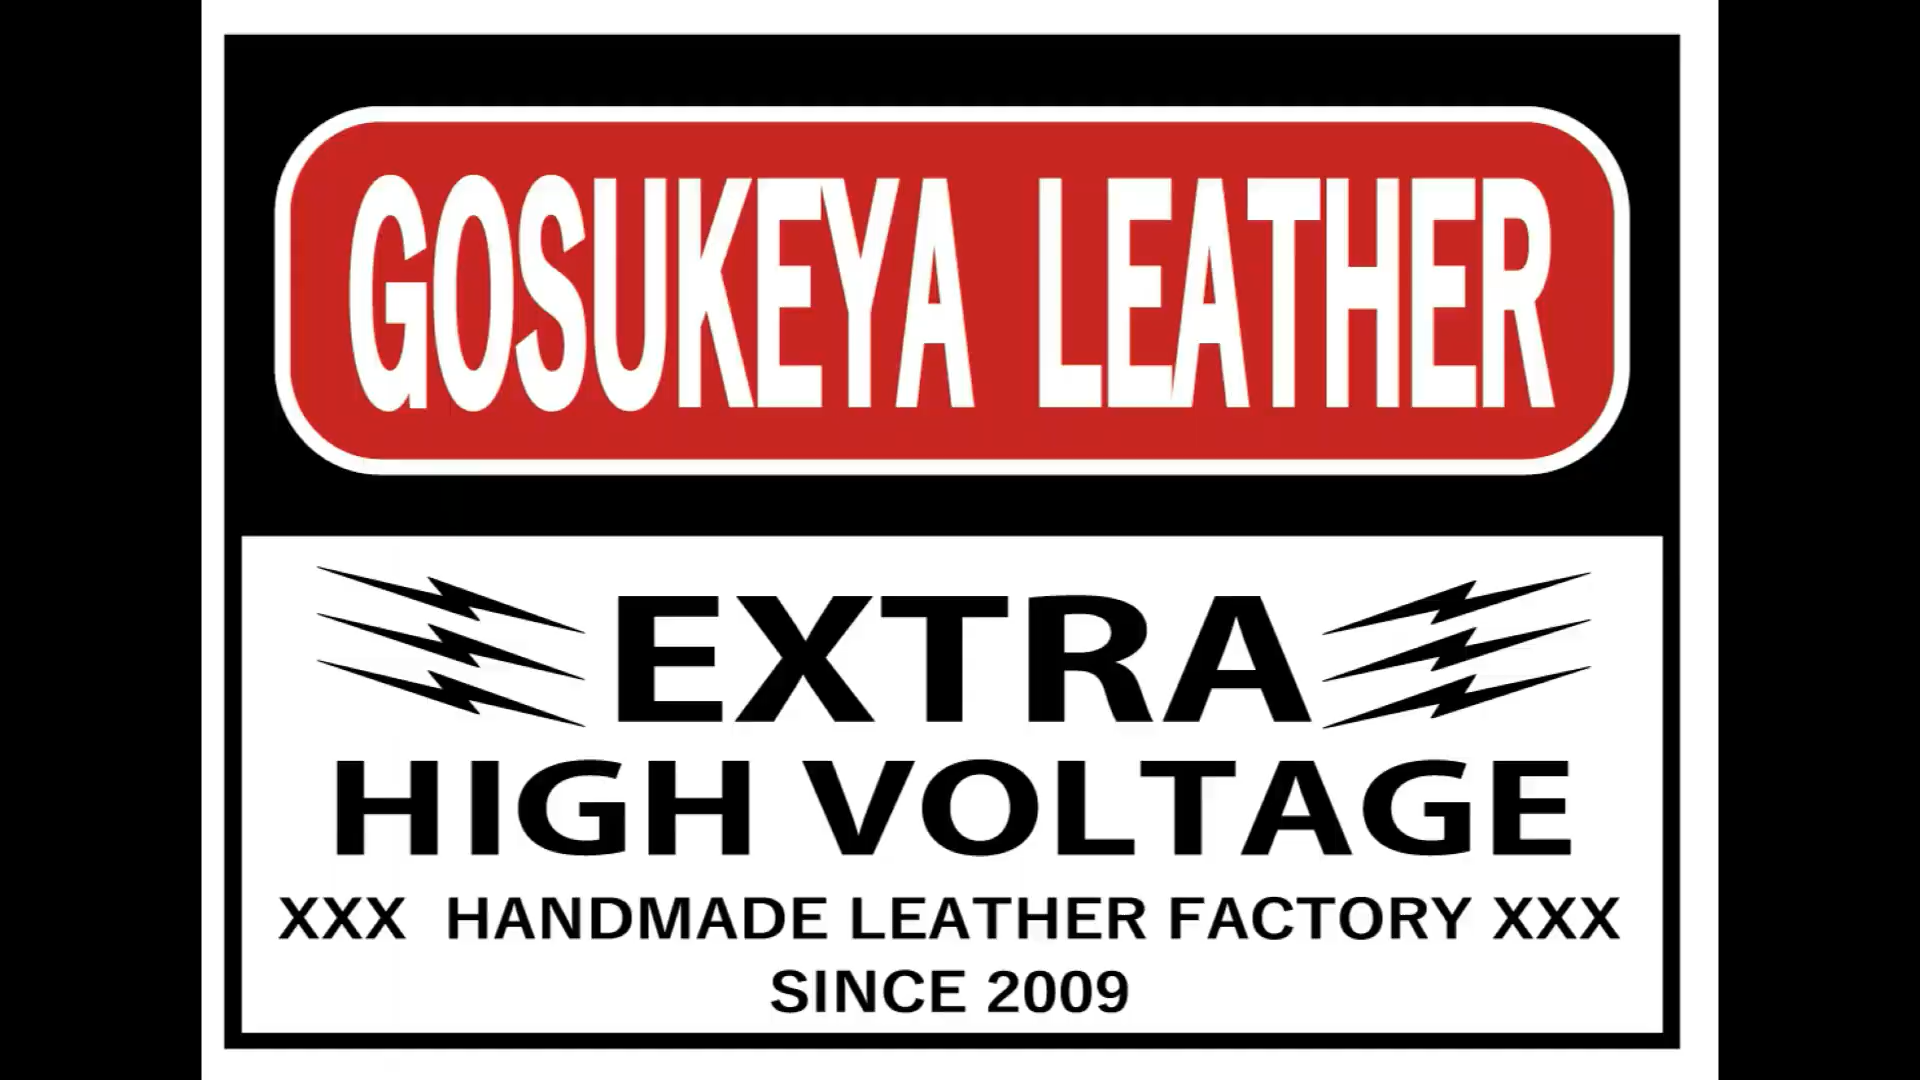 GOSUKEYA LEATHER
EXTRA
HIGH VOLTAGE
XXX HANDMADE LEATHER FACTORY XXX
SINCE 2009